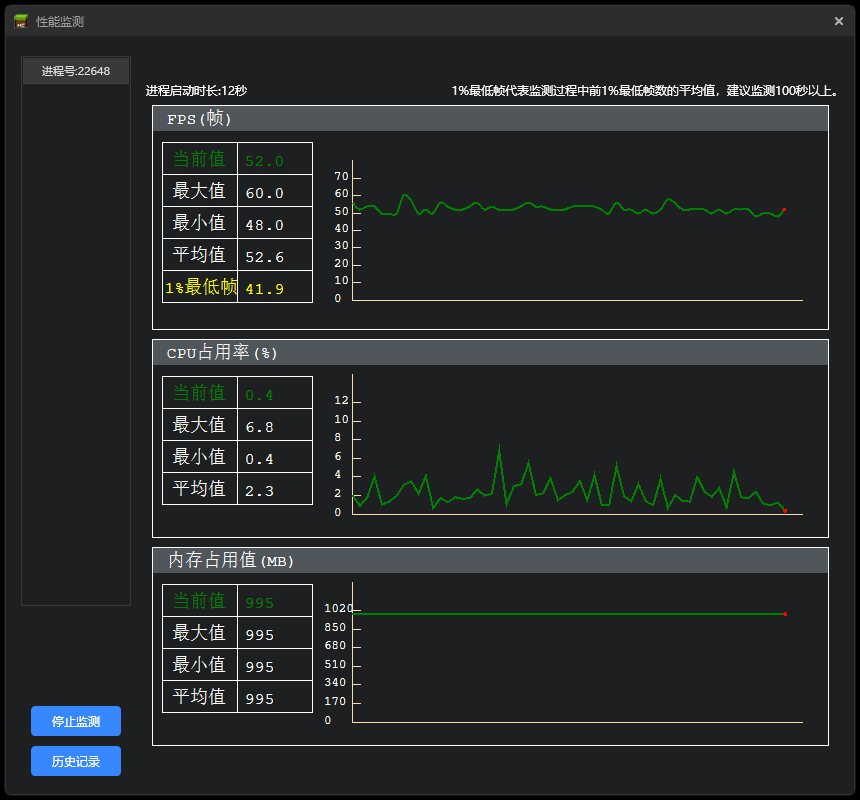 性能监测
进程号:22648
进程启动时长:12秒
1%最低帧代表监测过程中前1%最低帧数的平均值，建议监测100秒以上。
FPS(帧)
当前值 52.0
最大值 60.0
最小值 48.0
平均值 52.6
1%最低帧 41.9
70
60
50
40
30
20
10
0
CPU占用率(%)
当前值 0.4
最大值 6.8
最小值 0.4
平均值 2.3
12
10
8
6
4
2
0
内存占用值(MB)
当前值 995
最大值 995
最小值 995
平均值 995
1020
850
680
510
340
170
0
停止监测
历史记录